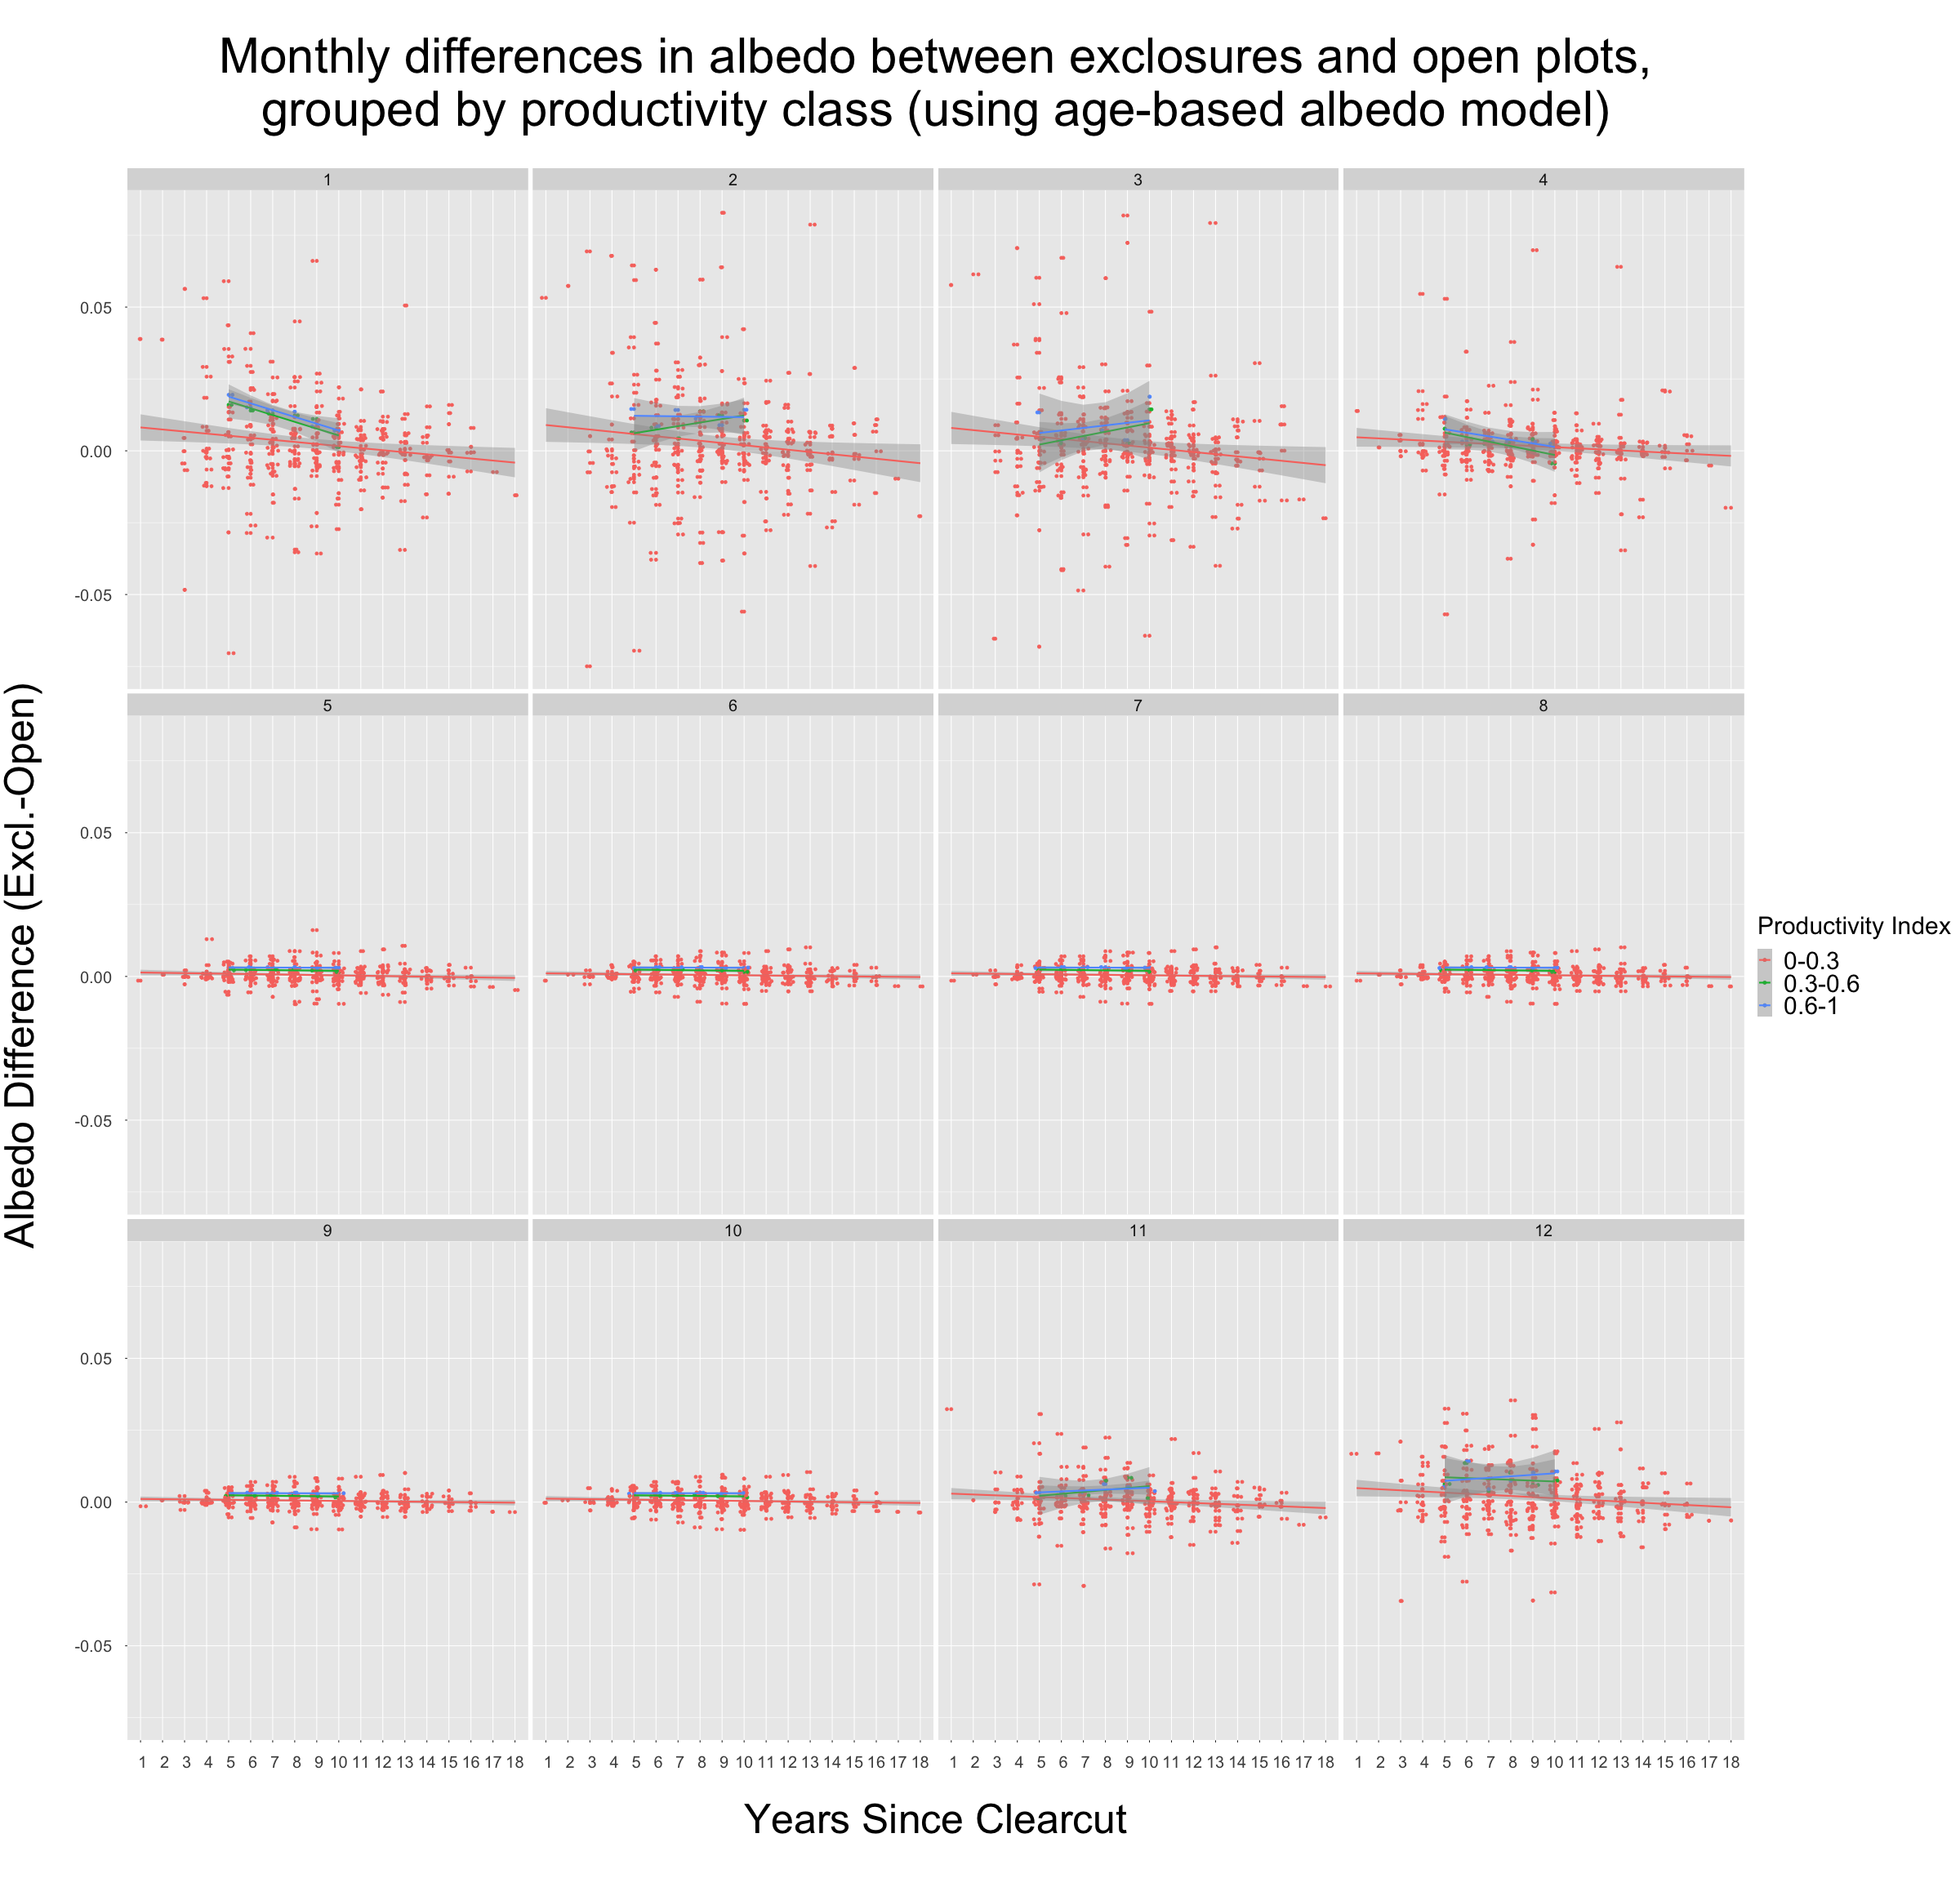 Monthly differences in albedo between exclosures and open plots,
grouped by productivity class (using age-based albedo model)
1 2 3 4
0.05
0.00
-0.05
5 6 7 8
0.05
0.00
-0.05
9 10 11 12
0.05
0.00
-0.05
1 2 3 4 5 6 7 8 9 10 11 12 13 14 15 16 17 18 1 2 3 4 5 6 7 8 9 10 11 12 13 14 15 16 17 18 1 2 3 4 5 6 7 8 9 10 11 12 13 14 15 16 17 18 1 2 3 4 5 6 7 8 9 10 11 12 13 14 15 16 17 18
Years Since Clearcut
Albedo Difference (Excl.-Open)
Productivity Index
0-0.3
0.3-0.6
0.6-1